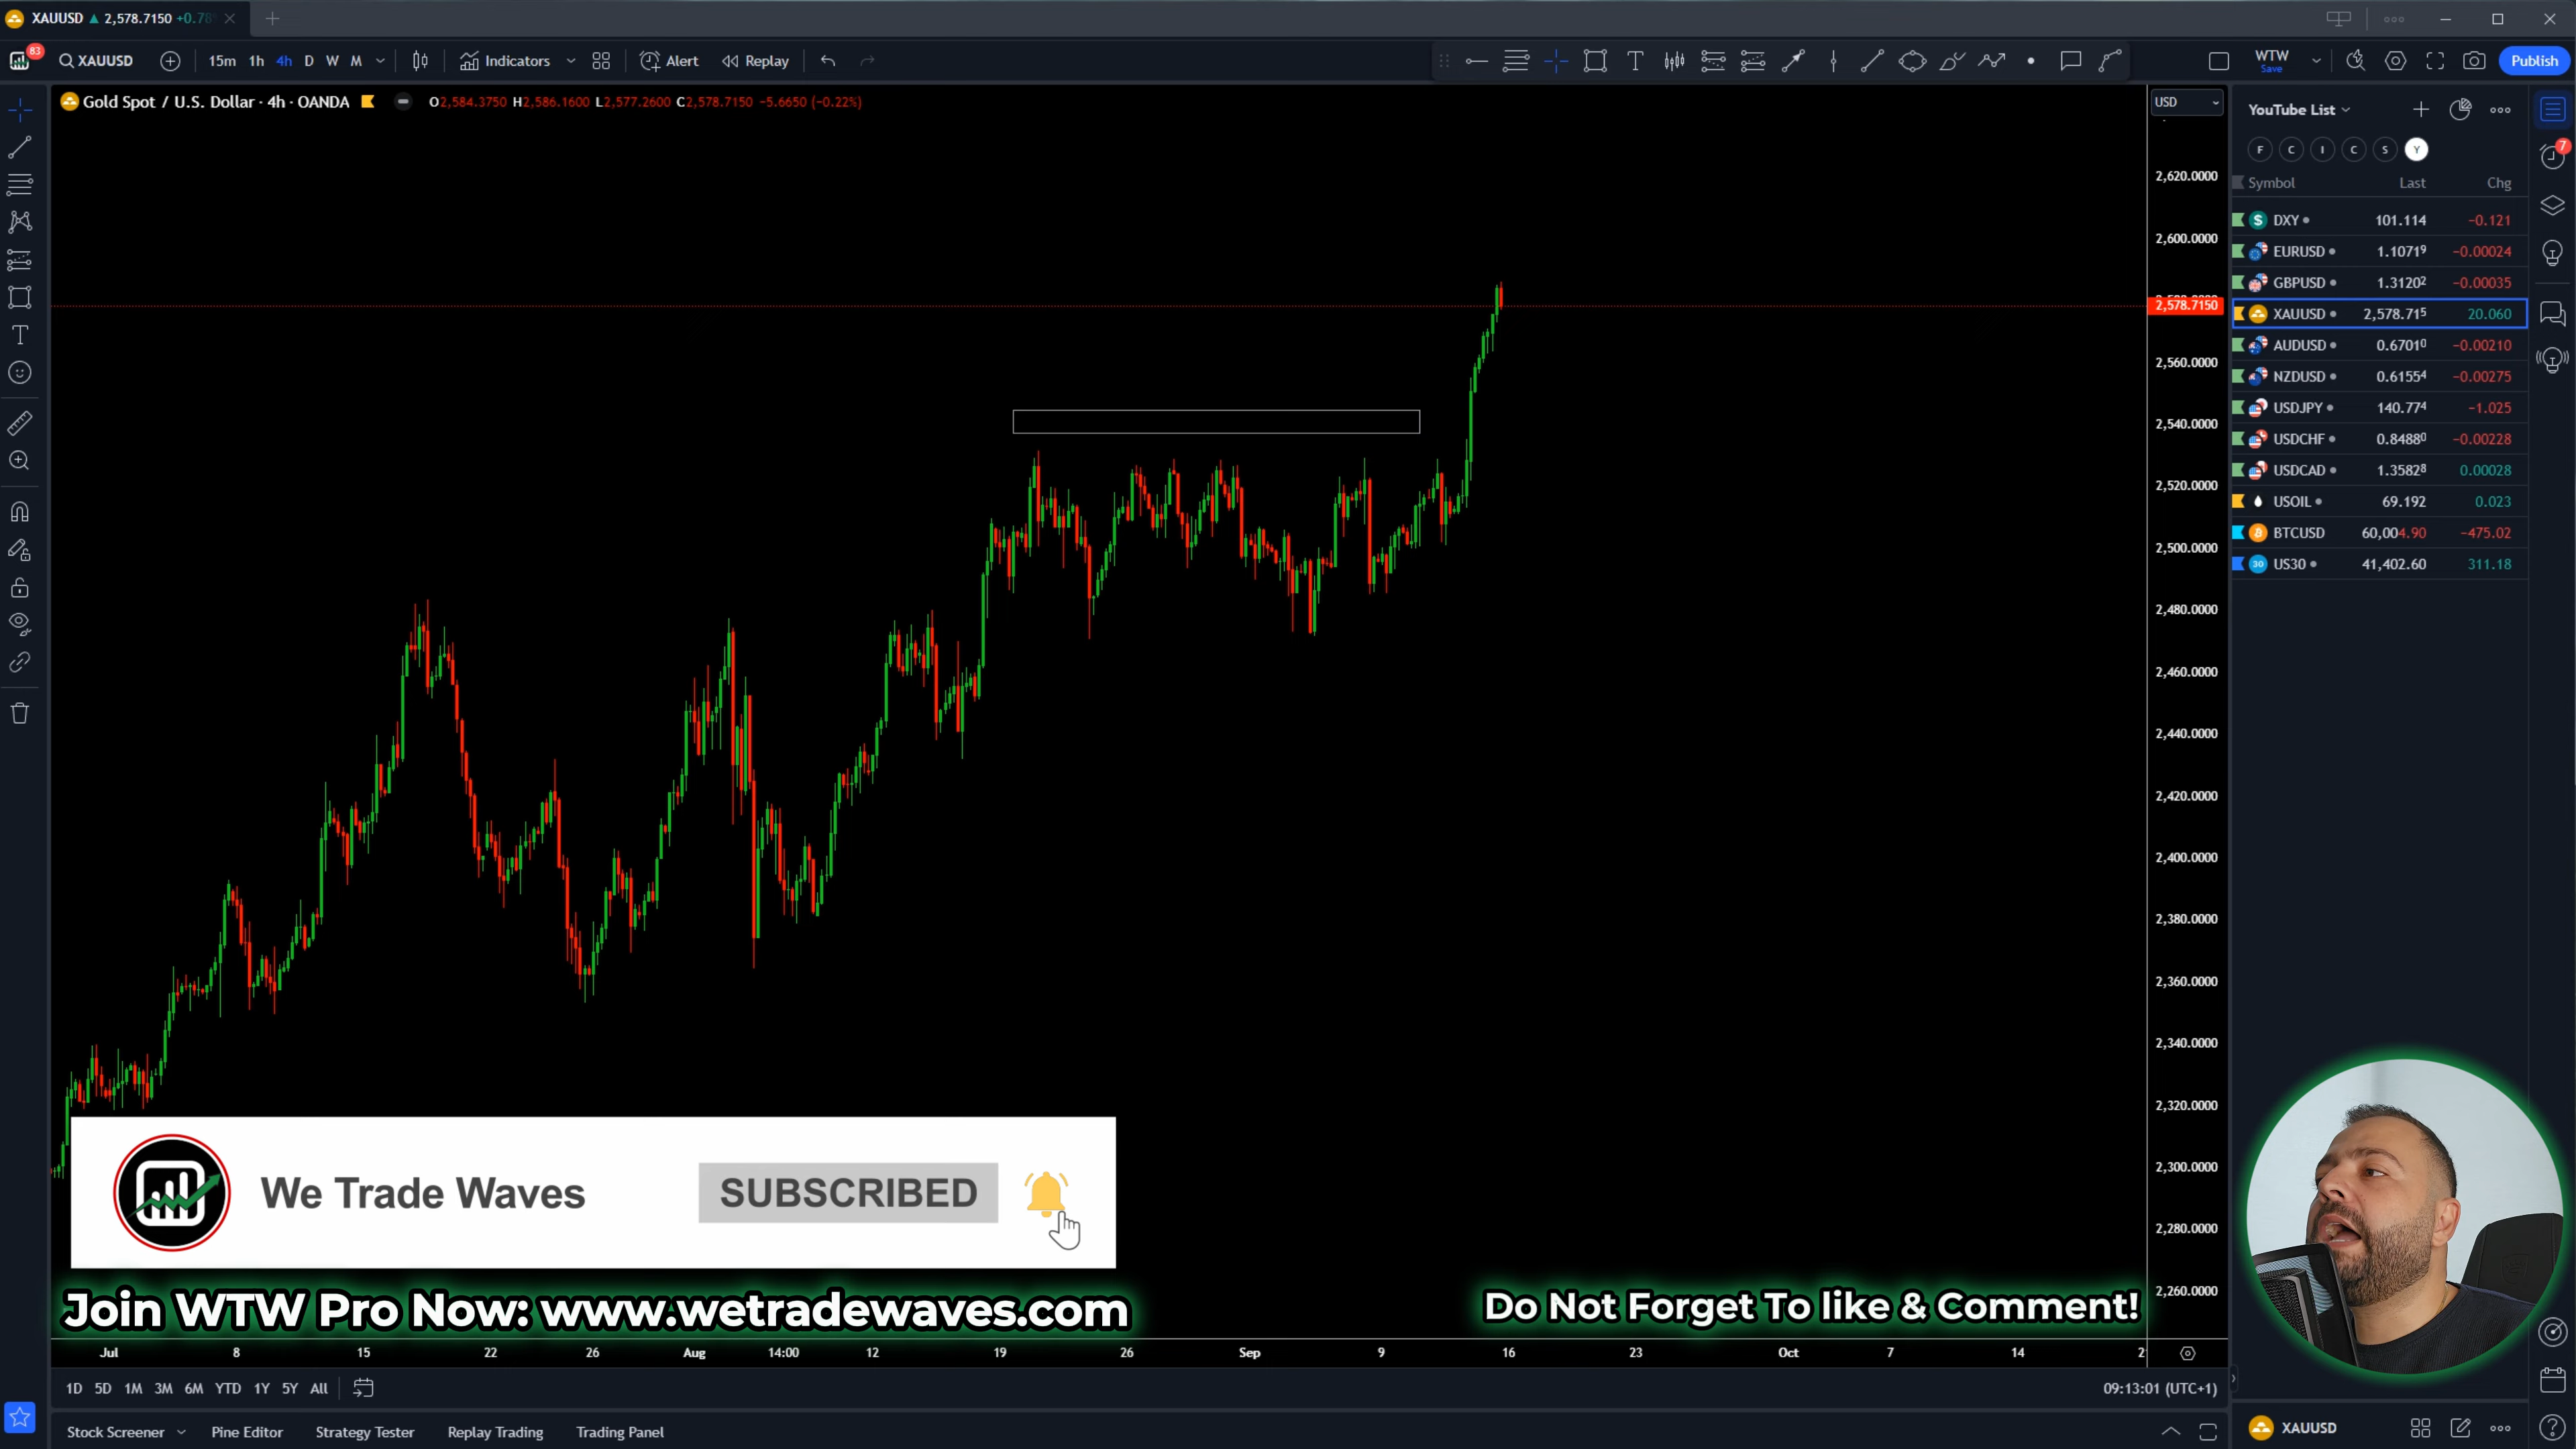 XAUUSD ▲ 2,578.7150 +0.78
83
XAUUSD
15m 1h 4h D W M
Indicators
Alert
Replay
WTW
Save
Publish
Gold Spot / U.S. Dollar · 4h · OANDA
O2,584.3750 H2,586.1600 L2,577.2600 C2,578.7150 −5.6650 (−0.22%)
USD
2,620.0000
2,600.0000
2,578.7150
2,560.0000
2,540.0000
2,520.0000
2,500.0000
2,480.0000
2,460.0000
2,440.0000
2,420.0000
2,400.0000
2,380.0000
2,360.0000
2,340.0000
2,320.0000
2,300.0000
2,280.0000
2,260.0000
YouTube List
7
F C I C S Y
Symbol Last Chg
DXY 101.114 −0.121
EURUSD 1.10719 −0.00024
GBPUSD 1.31202 −0.00035
XAUUSD 2,578.715 20.060
AUDUSD 0.67010 −0.00210
NZDUSD 0.61554 −0.00275
USDJPY 140.774 −1.025
USDCHF 0.84880 −0.00228
USDCAD 1.35828 0.00028
USOIL 69.192 0.023
BTCUSD 60,004.90 −475.02
30 US30 41,402.60 311.18
We Trade Waves
SUBSCRIBED
Join WTW Pro Now: www.wetradewaves.com
Do Not Forget To like & Comment!
Jul 8 15 22 26 Aug 14:00 12 19 26 Sep 9 16 23 Oct 7 14
1D 5D 1M 3M 6M YTD 1Y 5Y All
09:13:01 (UTC+1)
Stock Screener
Pine Editor
Strategy Tester
Replay Trading
Trading Panel
XAUUSD